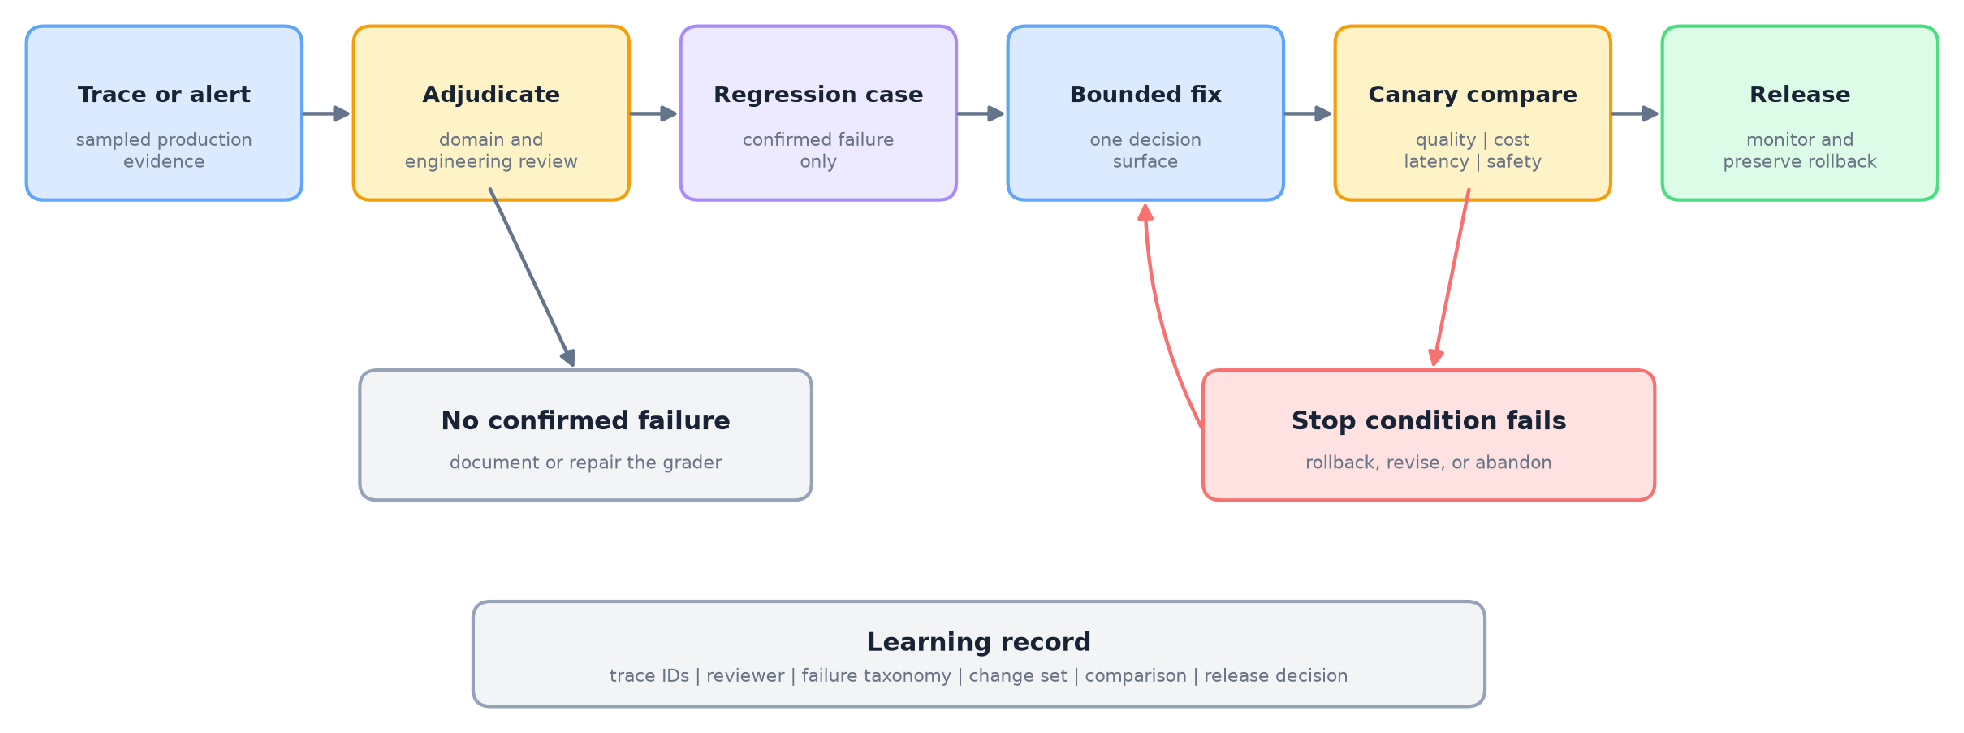 Trace or alert
sampled production
evidence
Adjudicate
domain and
engineering review
Regression case
confirmed failure
only
Bounded fix
one decision
surface
Canary compare
quality | cost
latency | safety
Release
monitor and
preserve rollback
No confirmed failure
document or repair the grader
Stop condition fails
rollback, revise, or abandon
Learning record
trace IDs | reviewer | failure taxonomy | change set | comparison | release decision